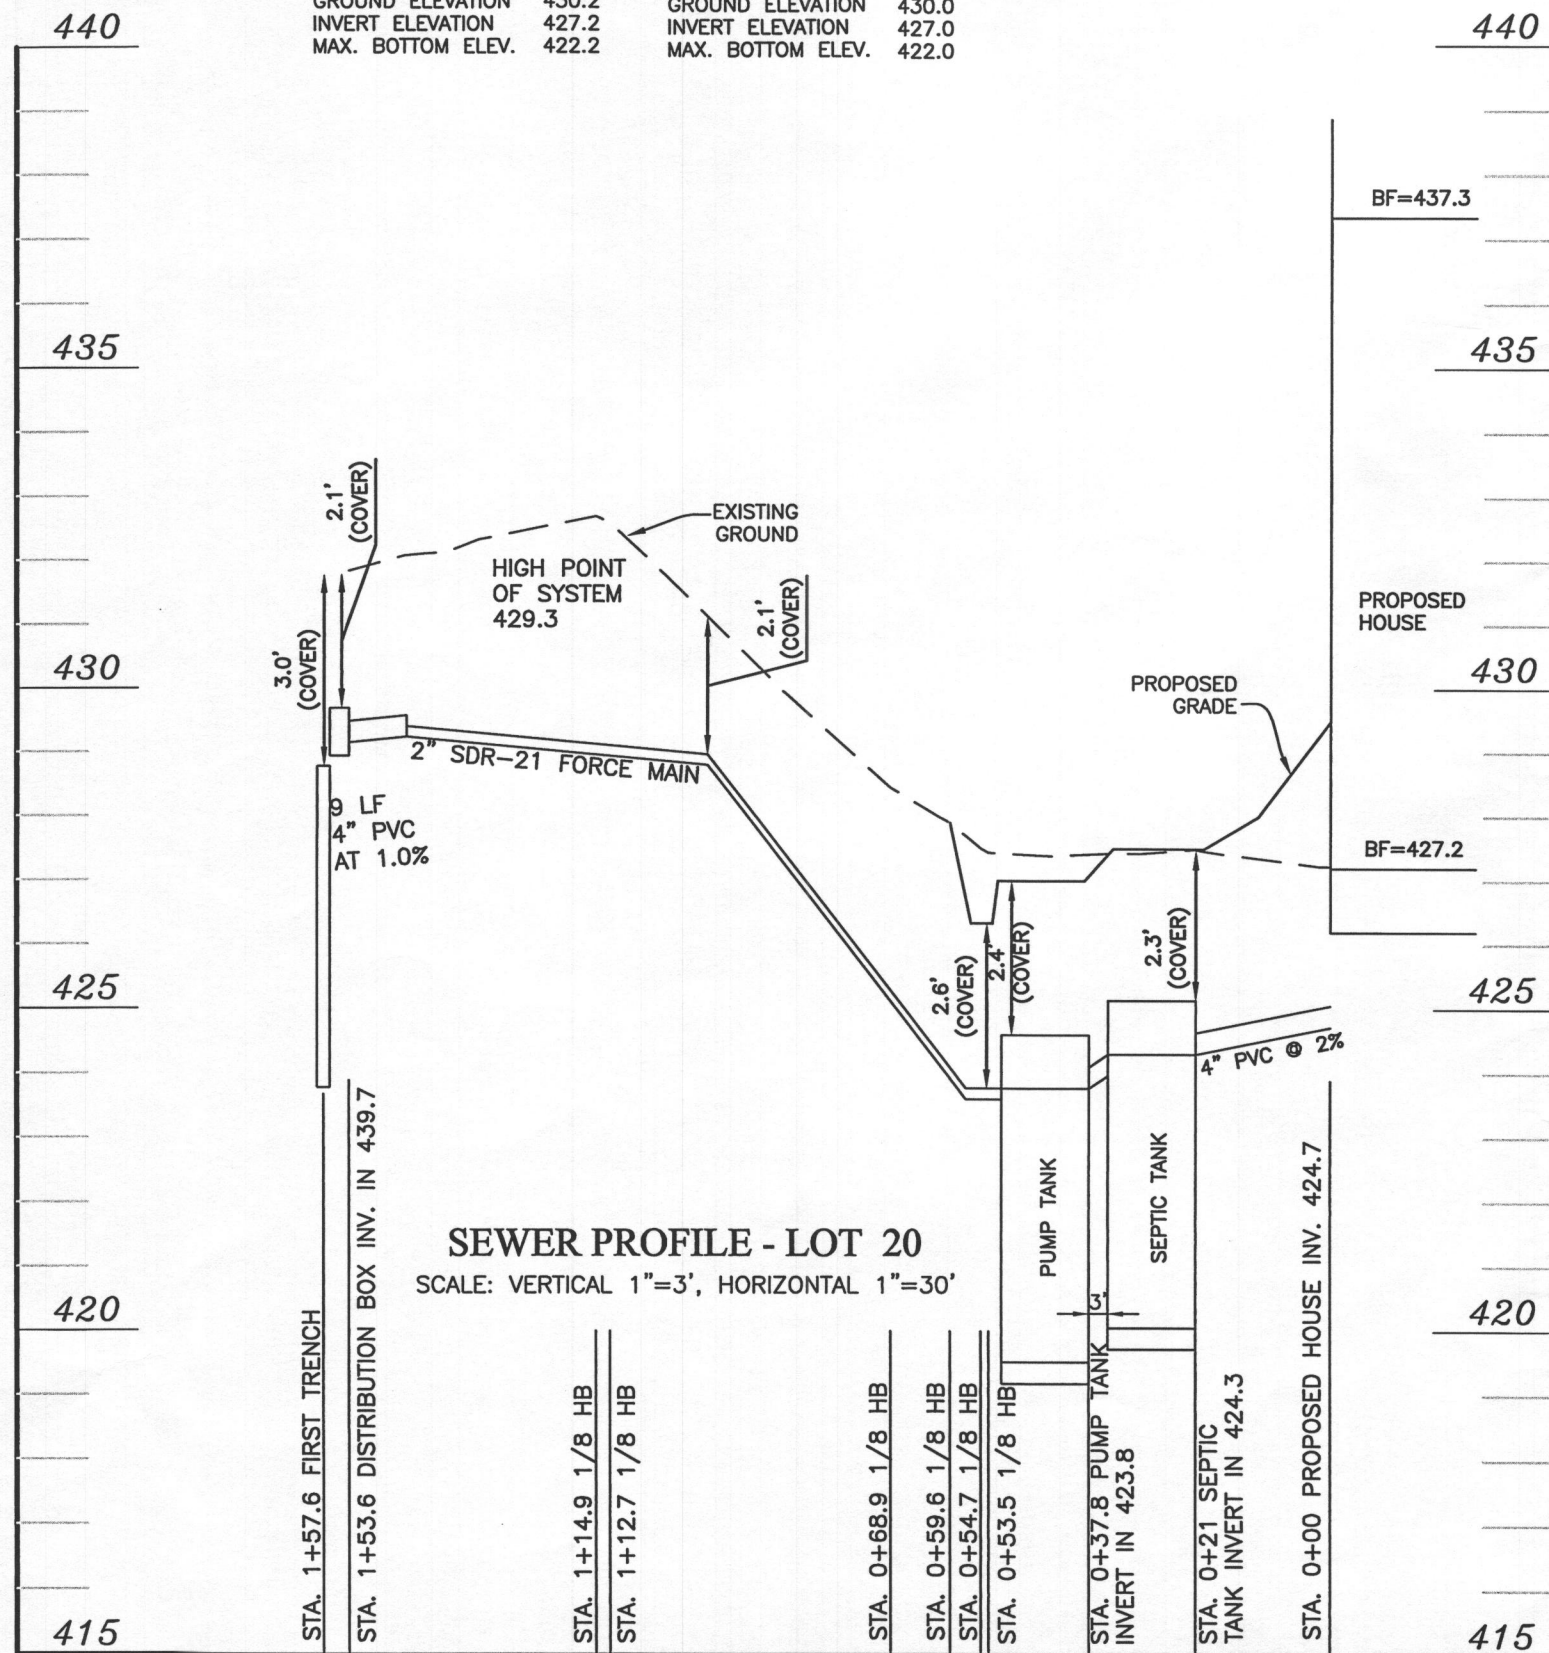 GROUND ELEVATION 430.2
INVERT ELEVATION 427.2
MAX. BOTTOM ELEV. 422.2
GROUND ELEVATION 430.0
INVERT ELEVATION 427.0
MAX. BOTTOM ELEV. 422.0
440
440
BF=437.3
435
435
2.1'
(COVER)
EXISTING
GROUND
HIGH POINT
OF SYSTEM
429.3
2.1'
(COVER)
PROPOSED
HOUSE
3.0'
(COVER)
430
430
PROPOSED
GRADE
2" SDR-21 FORCE MAIN
9 LF
4" PVC
AT 1.0%
BF=427.2
2.6'
(COVER)
2.4'
(COVER)
2.3'
(COVER)
425
425
4" PVC @ 2%
PUMP TANK
SEPTIC TANK
SEWER PROFILE - LOT 20
SCALE: VERTICAL 1"=3', HORIZONTAL 1"=30'
3'
420
420
STA. 1+57.6 FIRST TRENCH
STA. 1+53.6 DISTRIBUTION BOX INV. IN 439.7
STA. 1+14.9 1/8 HB
STA. 1+12.7 1/8 HB
STA. 0+68.9 1/8 HB
STA. 0+59.6 1/8 HB
STA. 0+54.7 1/8 HB
STA. 0+53.5 1/8 HB
STA. 0+37.8 PUMP TANK
INVERT IN 423.8
STA. 0+21 SEPTIC
TANK INVERT IN 424.3
STA. 0+00 PROPOSED HOUSE INV. 424.7
415
415